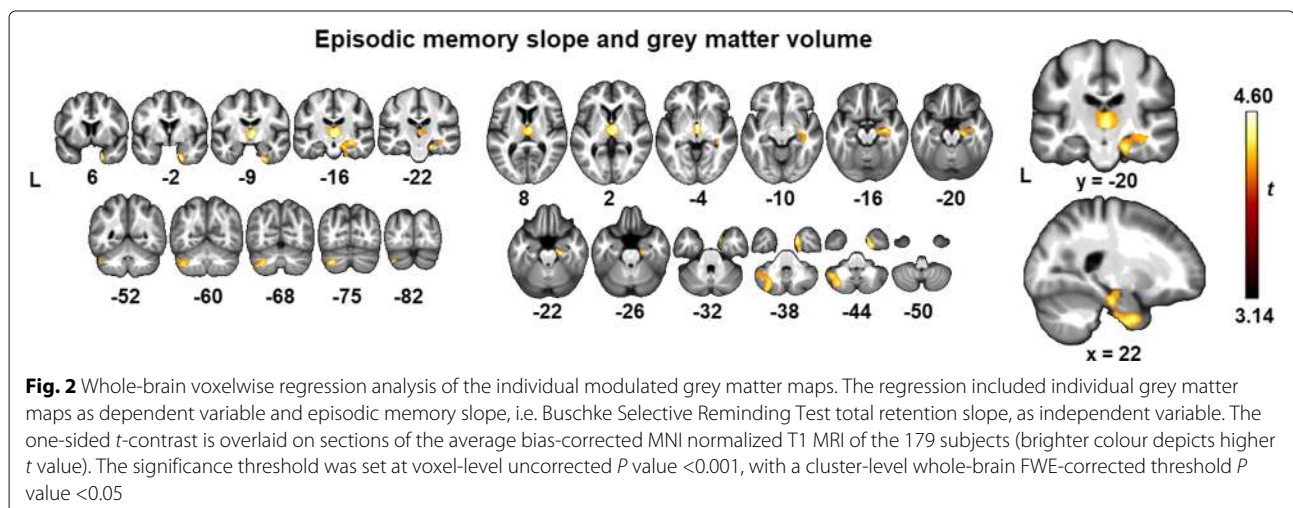 Episodic memory slope and grey matter volume
6 -2 -9 -16 -22
L
-52 -60 -68 -75 -82
8 2 -4 -10 -16 -20
-22 -26 -32 -38 -44 -50
L
y = -20
x = 22
4.60
t
3.14
Fig. 2 Whole-brain voxelwise regression analysis of the individual modulated grey matter maps. The regression included individual grey matter
maps as dependent variable and episodic memory slope, i.e. Buschke Selective Reminding Test total retention slope, as independent variable. The
one-sided t-contrast is overlaid on sections of the average bias-corrected MNI normalized T1 MRI of the 179 subjects (brighter colour depicts higher
t value). The significance threshold was set at voxel-level uncorrected P value <0.001, with a cluster-level whole-brain FWE-corrected threshold P
value <0.05